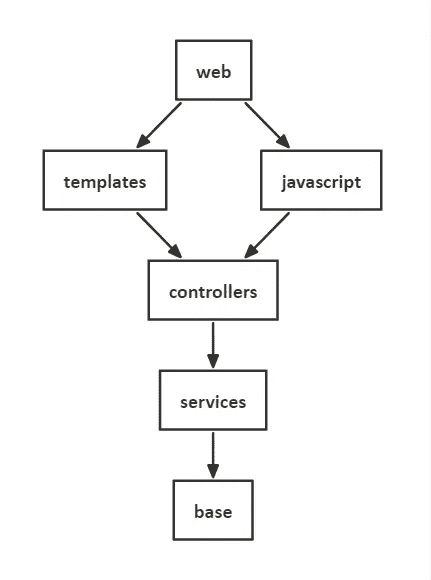 web
templates
javascript
controllers
services
base